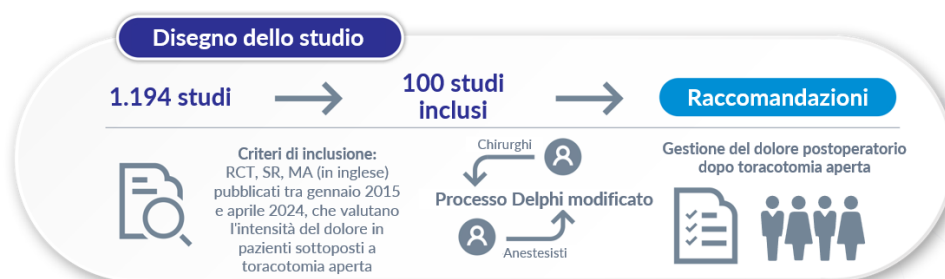 Disegno dello studio
1.194 studi
100 studi
inclusi
Raccomandazioni
Criteri di inclusione:
RCT, SR, MA (in inglese)
pubblicati tra gennaio 2015
e aprile 2024, che valutano
l'intensità del dolore in
pazienti sottoposti a
toracotomia aperta
Chirurghi
Processo Delphi modificato
Anestesisti
Gestione del dolore postoperatorio
dopo toracotomia aperta